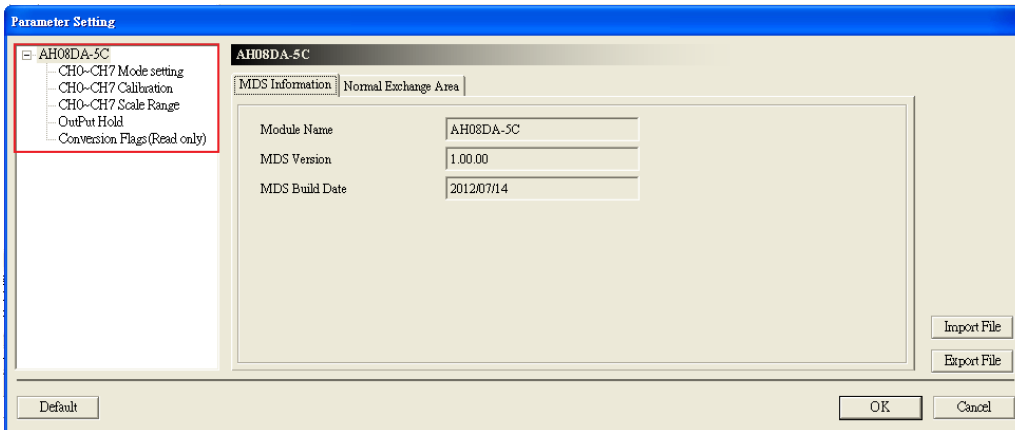 Parameter Setting
AH08DA-5C
CH0~CH7 Mode setting
CH0~CH7 Calibration
CH0~CH7 Scale Range
OutPut Hold
Conversion Flags(Read only)
AH08DA-5C
MDS Information
Normal Exchange Area
Module Name
AH08DA-5C
MDS Version
1.00.00
MDS Build Date
2012/07/14
Import File
Export File
Default
OK
Cancel